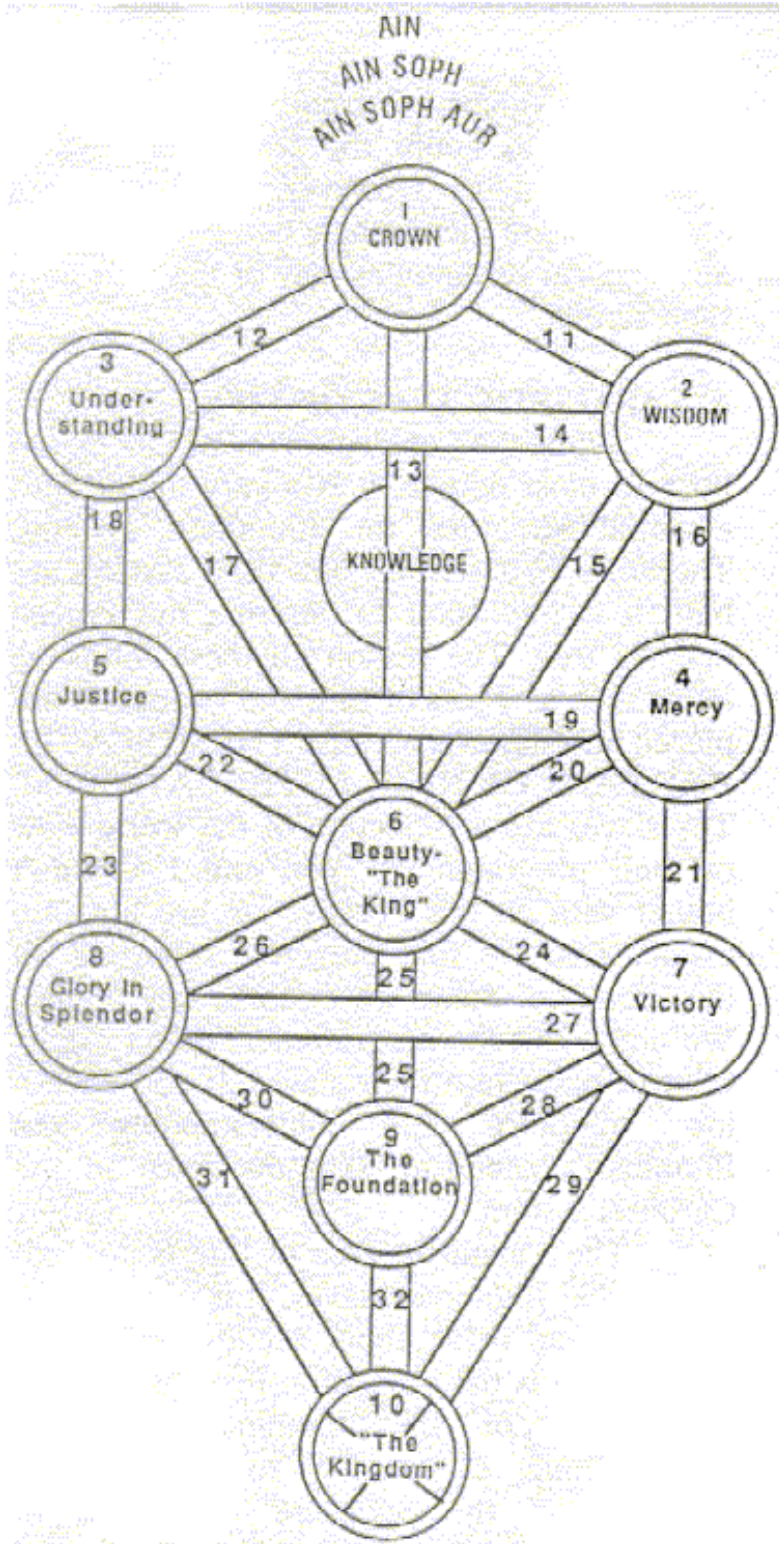 AIN
AIN SOPH
AIN SOPH AUR
1
CROWN
12
11
3
Under-
standing
2
WISDOM
14
13
18
17
KNOWLEDGE
15
16
5
Justice
4
Mercy
19
22
20
6
Beauty-
"The
King"
23
21
26
24
25
8
Glory in
Splendor
7
Victory
27
25
30
28
9
The
Foundation
31
29
32
10
"The
Kingdom"